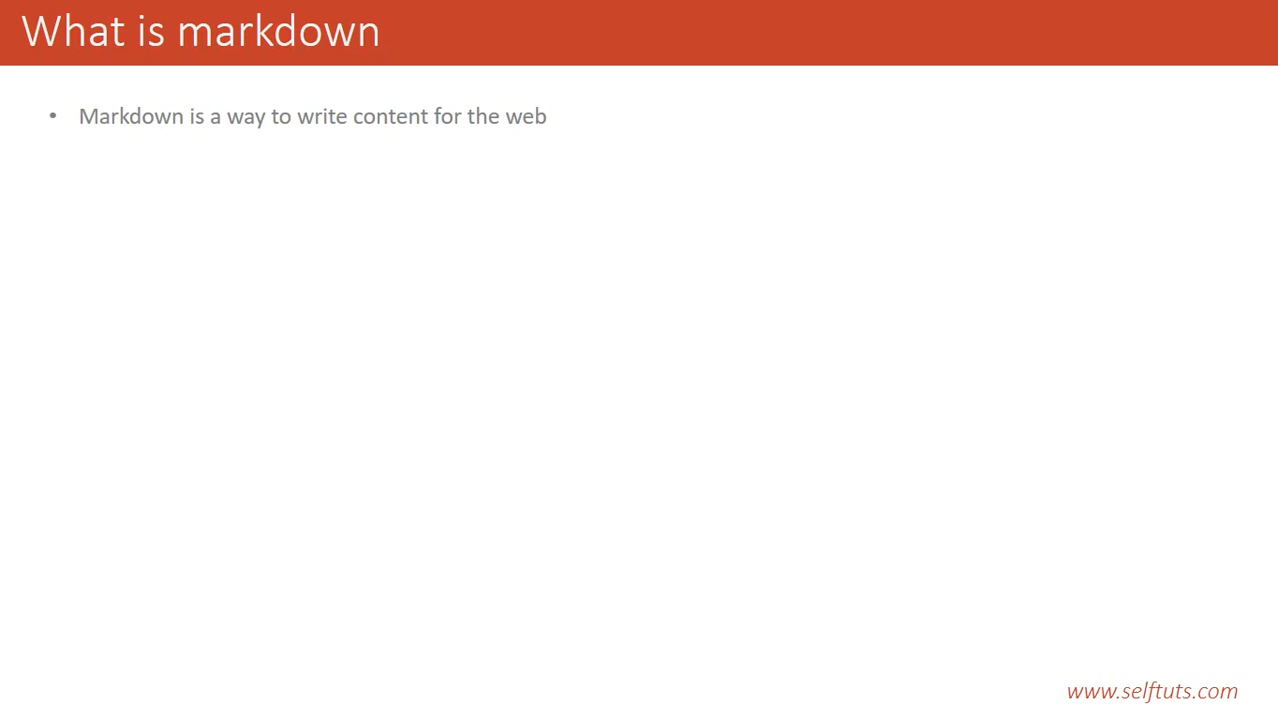 What is markdown
• Markdown is a way to write content for the web
www.selftuts.com